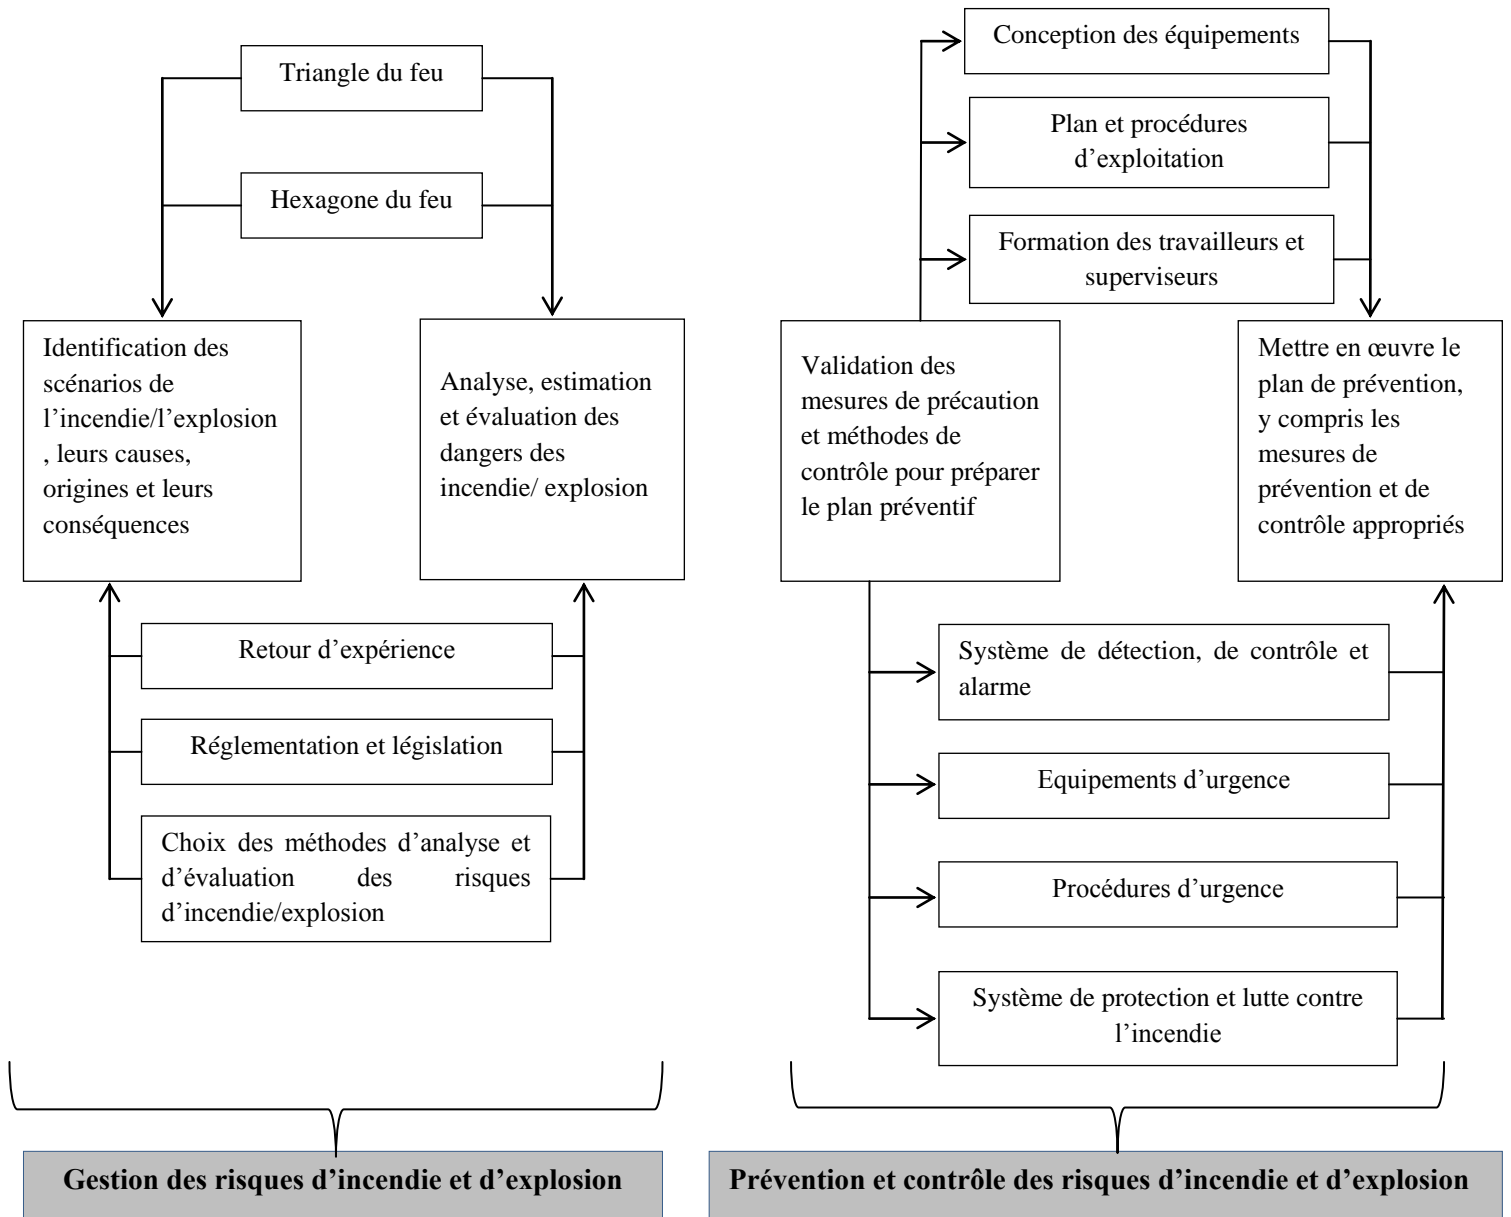 Triangle du feu
Hexagone du feu
Identification des
scénarios de
l’incendie/l’explosion
, leurs causes,
origines et leurs
conséquences
Analyse, estimation
et évaluation des
dangers des
incendie/ explosion
Retour d’expérience
Réglementation et législation
Choix des méthodes d’analyse et
d’évaluation des risques
d’incendie/explosion
Gestion des risques d’incendie et d’explosion
Conception des équipements
Plan et procédures
d’exploitation
Formation des travailleurs et
superviseurs
Validation des
mesures de précaution
et méthodes de
contrôle pour préparer
le plan préventif
Mettre en œuvre le
plan de prévention,
y compris les
mesures de
prévention et de
contrôle appropriés
Système de détection, de contrôle et
alarme
Equipements d’urgence
Procédures d’urgence
Système de protection et lutte contre
l’incendie
Prévention et contrôle des risques d’incendie et d’explosion